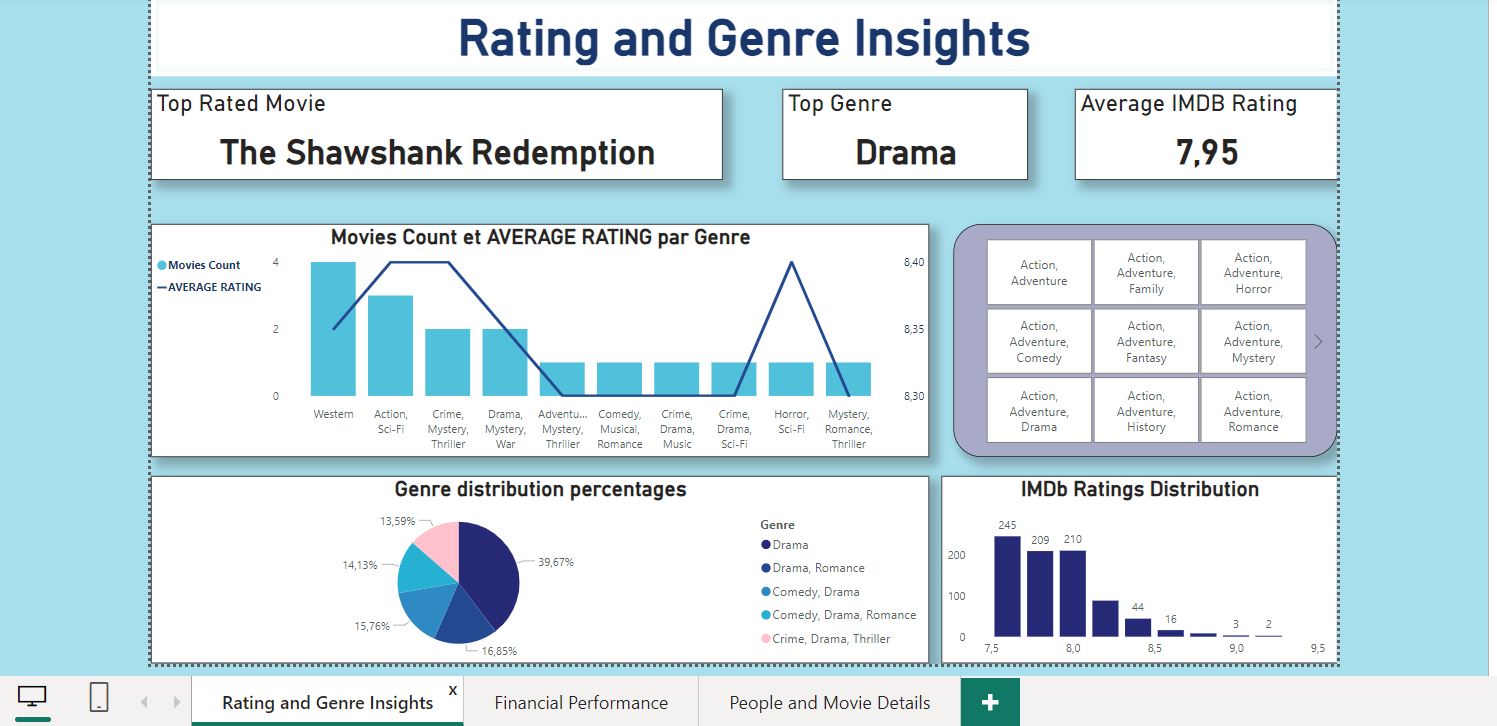 Rating and Genre Insights
Top Rated Movie
The Shawshank Redemption
Top Genre
Drama
Average IMDB Rating
7,95
Movies Count et AVERAGE RATING par Genre
Movies Count
AVERAGE RATING
4
2
0
8,40
8,35
8,30
Western
Action,
Sci-Fi
Crime,
Mystery,
Thriller
Drama,
Mystery,
War
Adventu...
Mystery,
Thriller
Comedy,
Musical,
Romance
Crime,
Drama,
Music
Crime,
Drama,
Sci-Fi
Horror,
Sci-Fi
Mystery,
Romance,
Thriller
Action,
Adventure
Action,
Adventure,
Family
Action,
Adventure,
Horror
Action,
Adventure,
Comedy
Action,
Adventure,
Fantasy
Action,
Adventure,
Mystery
Action,
Adventure,
Drama
Action,
Adventure,
History
Action,
Adventure,
Romance
Genre distribution percentages
13,59%
14,13%
15,76%
16,85%
39,67%
Genre
Drama
Drama, Romance
Comedy, Drama
Comedy, Drama, Romance
Crime, Drama, Thriller
IMDb Ratings Distribution
200
100
0
245
209
210
44
16
3
2
7,5
8,0
8,5
9,0
9,5
Rating and Genre Insights
x
Financial Performance
People and Movie Details
+